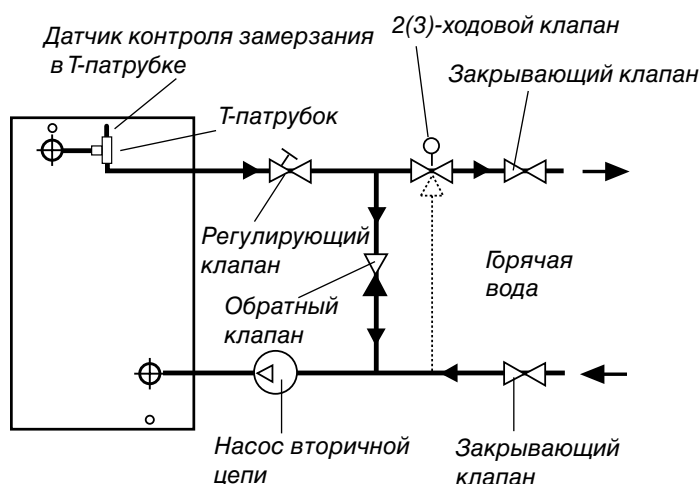 Датчик контроля замерзания
в Т-патрубке
2(3)-ходовой клапан
Закрывающий клапан
Т-патрубок
Регулирующий
клапан
Горячая
вода
Обратный
клапан
Насос вторичной
цепи
Закрывающий
клапан